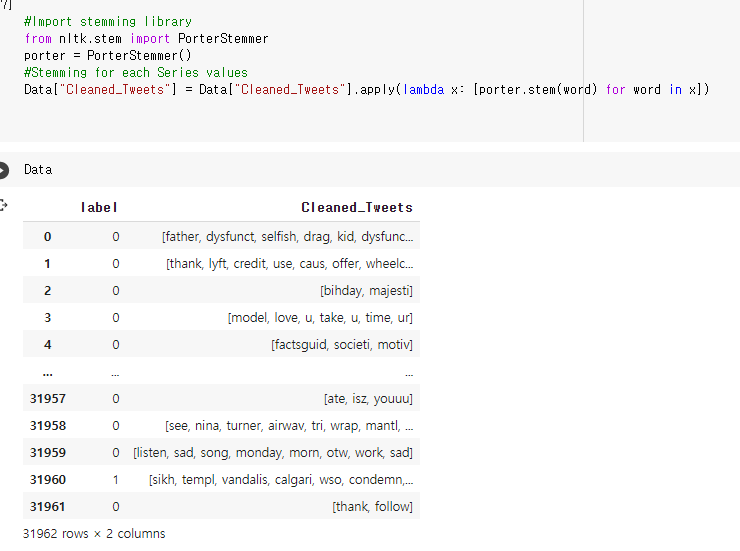 7]
#Import stemming library
from nltk.stem import PorterStemmer
porter = PorterStemmer()
#Stemming for each Series values
Data["Cleaned_Tweets"] = Data["Cleaned_Tweets"].apply(lambda x: [porter.stem(word) for word in x])
Data
label Cleaned_Tweets
0 0 [father, dysfunct, selfish, drag, kid, dysfunc...
1 0 [thank, lyft, credit, use, caus, offer, wheelc...
2 0 [bihday, majesti]
3 0 [model, love, u, take, u, time, ur]
4 0 [factsguid, societi, motiv]
... ... ...
31957 0 [ate, isz, youuu]
31958 0 [see, nina, turner, airwav, tri, wrap, mantl, ...
31959 0 [listen, sad, song, monday, morn, otw, work, sad]
31960 1 [sikh, templ, vandalis, calgari, wso, condemn,...
31961 0 [thank, follow]
31962 rows × 2 columns